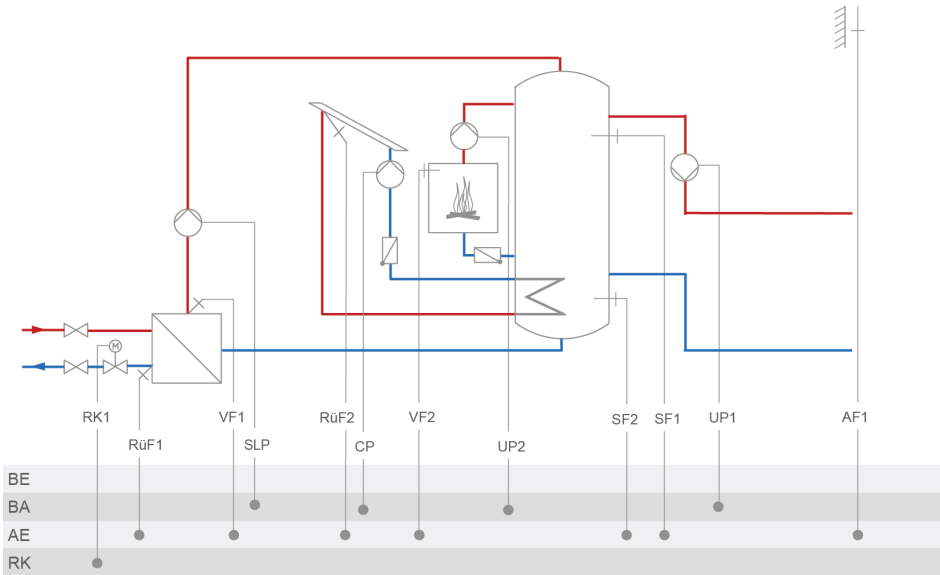 M
RK1 VF1 RüF2 VF2 SF2 SF1 UP1 AF1
RüF1 SLP CP UP2
BE
BA
AE
RK